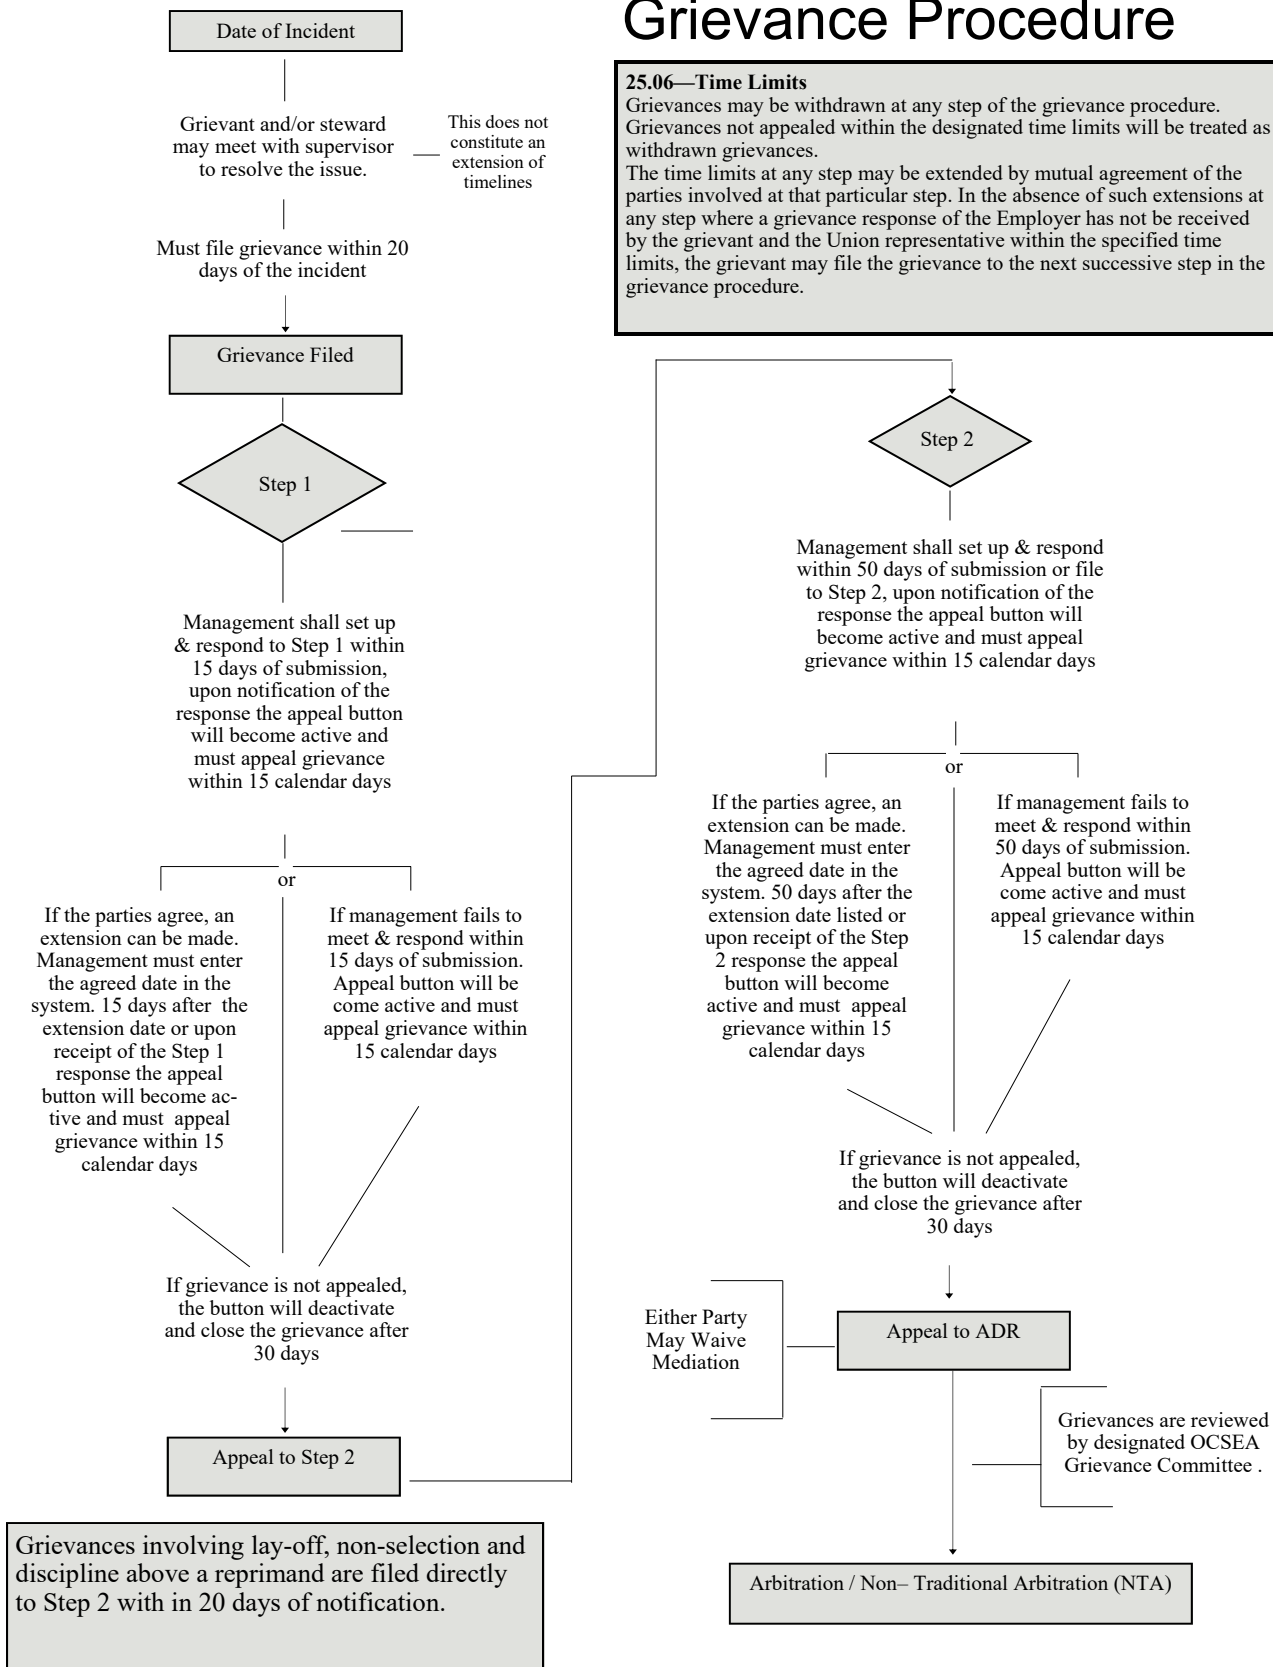 Grievance Procedure
25.06—Time Limits
Grievances may be withdrawn at any step of the grievance procedure.
Grievances not appealed within the designated time limits will be treated as
withdrawn grievances.
The time limits at any step may be extended by mutual agreement of the
parties involved at that particular step. In the absence of such extensions at
any step where a grievance response of the Employer has not be received
by the grievant and the Union representative within the specified time
limits, the grievant may file the grievance to the next successive step in the
grievance procedure.
Date of Incident
Grievant and/or steward
may meet with supervisor
to resolve the issue.
This does not
constitute an
extension of
timelines
Must file grievance within 20
days of the incident
Grievance Filed
Step 1
Management shall set up
& respond to Step 1 within
15 days of submission,
upon notification of the
response the appeal button
will become active and
must appeal grievance
within 15 calendar days
or
If the parties agree, an
extension can be made.
Management must enter
the agreed date in the
system. 15 days after  the
extension date or upon
receipt of the Step 1
response the appeal
button will become ac-
tive and must  appeal
grievance within 15
calendar days
If management fails to
meet & respond within
15 days of submission.
Appeal button will be
come active and must
appeal grievance within
15 calendar days
If grievance is not appealed,
the button will deactivate
and close the grievance after
30 days
Appeal to Step 2
Grievances involving lay-off, non-selection and
discipline above a reprimand are filed directly
to Step 2 with in 20 days of notification.
Step 2
Management shall set up & respond
within 50 days of submission or file
to Step 2, upon notification of the
response the appeal button will
become active and must appeal
grievance within 15 calendar days
or
If the parties agree, an
extension can be made.
Management must enter
the agreed date in the
system. 50 days after the
extension date listed or
upon receipt of the Step
2 response the appeal
button will become
active and must  appeal
grievance within 15
calendar days
If management fails to
meet & respond within
50 days of submission.
Appeal button will be
come active and must
appeal grievance within
15 calendar days
If grievance is not appealed,
the button will deactivate
and close the grievance after
30 days
Either Party
May Waive
Mediation
Appeal to ADR
Grievances are reviewed
by designated OCSEA
Grievance Committee .
Arbitration / Non– Traditional Arbitration (NTA)